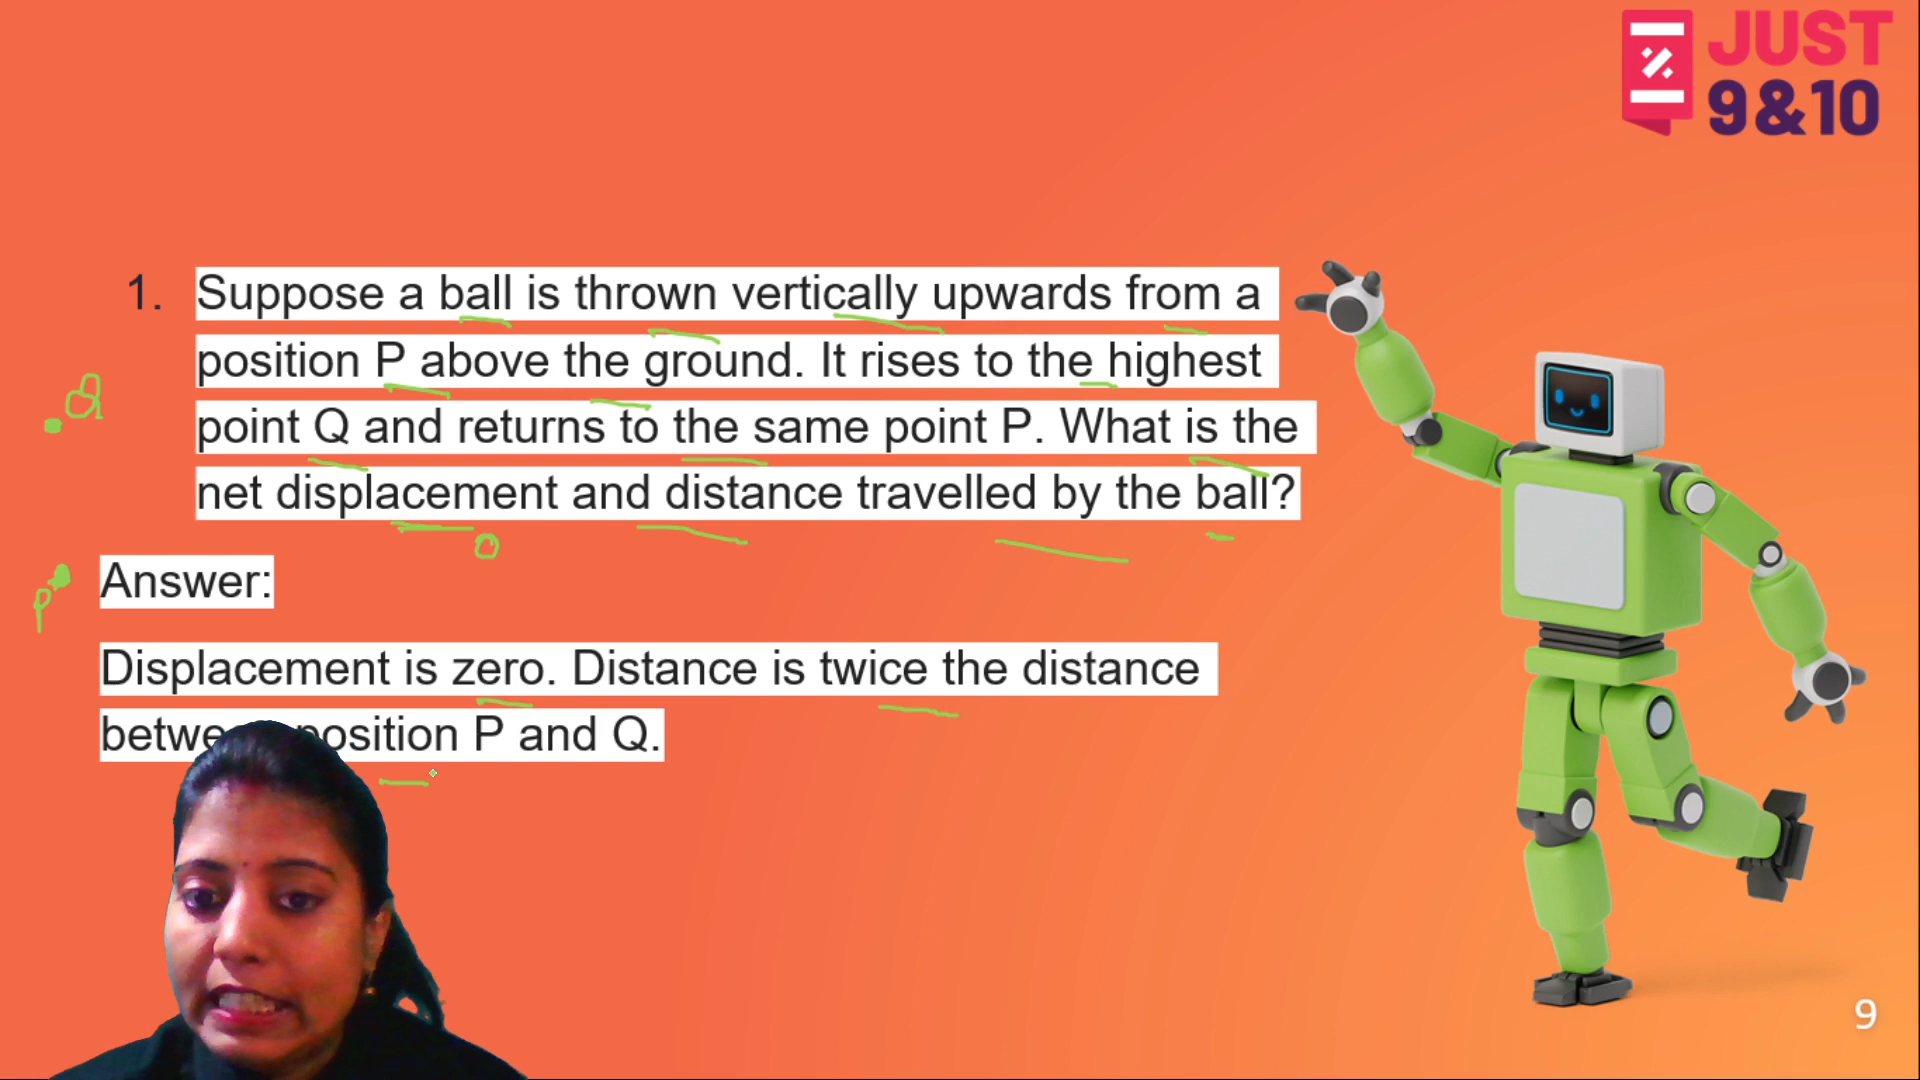 JUST
9&10
1. Suppose a ball is thrown vertically upwards from a
position P above the ground. It rises to the highest
point Q and returns to the same point P. What is the
net displacement and distance travelled by the ball?
Q
0
Answer:
P
Displacement is zero. Distance is twice the distance
position P and Q.
9